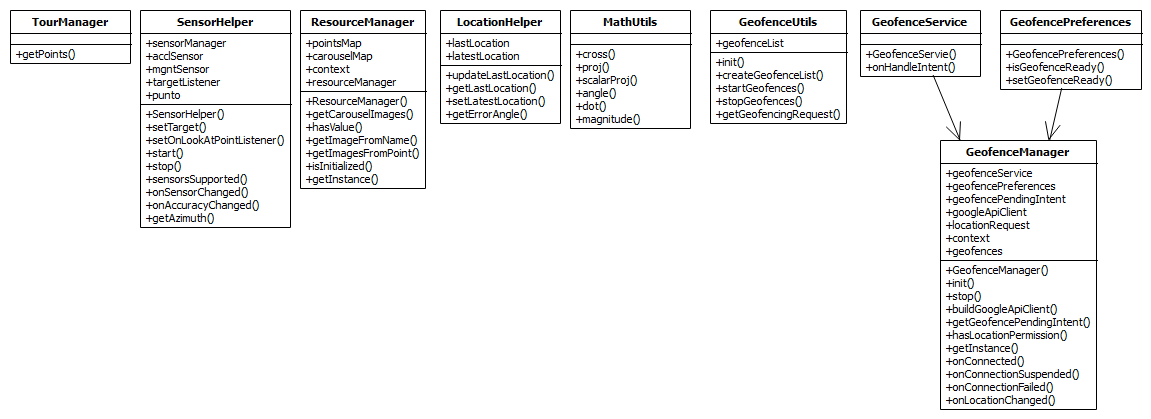 TourManager
+getPoints()
SensorHelper
+sensorManager
+acdSensor
+mgntSensor
+targetListener
+punto
+SensorHelper()
+setTarget()
+setOnLookAtPointListener()
+start()
+stop()
+sensorsSupported()
+onSensorChanged()
+onAccuracyChanged()
+getAzimuth()
ResourceManager
+pointsMap
+carouselMap
+context
+resourceManager
+ResourceManager()
+getCarouselImages()
+hasValue()
+getImageFromName()
+getImagesFromPoint()
+isInitialized()
+getInstance()
LocationHelper
+lastLocation
+latestLocation
+updateLastLocation()
+getLastLocation()
+setLatestLocation()
+getErrorAngle()
MathUtils
+cross()
+proj()
+scalarProj()
+angle()
+dot()
+magnitude()
GeofenceUtils
+geofenceList
+init()
+createGeofenceList()
+startGeofences()
+stopGeofences()
+getGeofencingRequest()
GeofenceService
+GeofenceServie()
+onHandleIntent()
GeofencePreferences
+GeofencePreferences()
+isGeofenceReady()
+setGeofenceReady()
GeofenceManager
+geofenceService
+geofencePreferences
+geofencePendingIntent
+googleApiClient
+locationRequest
+context
+geofences
+GeofenceManager()
+init()
+stop()
+buildGoogleApiClient()
+getGeofencePendingIntent()
+hasLocationPermission()
+getInstance()
+onConnected()
+onConnectionSuspended()
+onConnectionFailed()
+onLocationChanged()